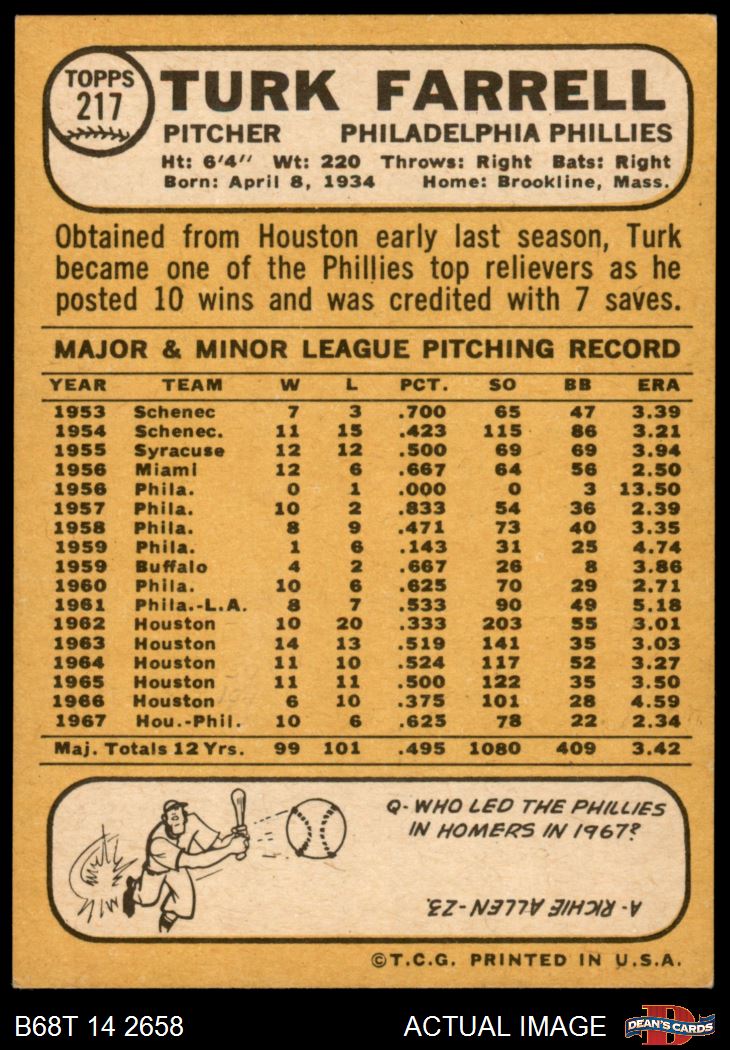 TOPPS
217
TURK FARRELL
PITCHER PHILADELPHIA PHILLIES
Ht: 6'4" Wt: 220 Throws: Right Bats: Right
Born: April 8, 1934 Home: Brookline, Mass.
Obtained from Houston early last season, Turk
became one of the Phillies top relievers as he
posted 10 wins and was credited with 7 saves.
MAJOR & MINOR LEAGUE PITCHING RECORD
YEAR TEAM W L PCT. SO BB ERA
1953 Schenec 7 3 .700 65 47 3.39
1954 Schenec. 11 15 .423 115 86 3.21
1955 Syracuse 12 12 .500 69 69 3.94
1956 Miami 12 6 .667 64 56 2.50
1956 Phila. 0 1 .000 0 3 13.50
1957 Phila. 10 2 .833 54 36 2.39
1958 Phila. 8 9 .471 73 40 3.35
1959 Phila. 1 6 .143 31 25 4.74
1959 Buffalo 4 2 .667 26 8 3.86
1960 Phila. 10 6 .625 70 29 2.71
1961 Phila.-L.A. 8 7 .533 90 49 5.18
1962 Houston 10 20 .333 203 55 3.01
1963 Houston 14 13 .519 141 35 3.03
1964 Houston 11 10 .524 117 52 3.27
1965 Houston 11 11 .500 122 35 3.50
1966 Houston 6 10 .375 101 28 4.59
1967 Hou.-Phil. 10 6 .625 78 22 2.34
Maj. Totals 12 Yrs. 99 101 .495 1080 409 3.42
Q-WHO LED THE PHILLIES
IN HOMERS IN 1967?
A-RICHIE ALLEN-23.
©T.C.G. PRINTED IN U.S.A.
B68T 14 2658 ACTUAL IMAGE
D
DEAN'S CARDS